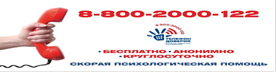 8-800-2000-122
• БЕСПЛАТНО • АНОНИМНО
• КРУГЛОСУТОЧНО
СКОРАЯ ПСИХОЛОГИЧЕСКАЯ ПОМОЩЬ